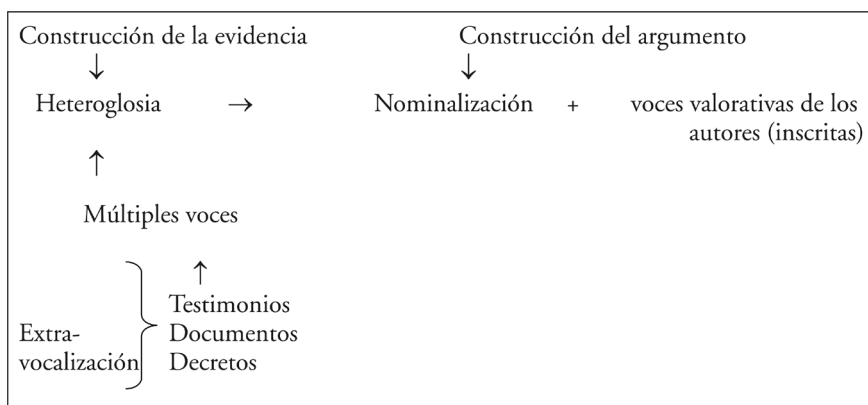 Construcción de la evidencia Construcción del argumento
↓ ↓
Heteroglosia → Nominalización + voces valorativas de los
autores (inscritas)
↑
Múltiples voces
↑
Testimonios
Extra- Documentos
vocalización Decretos